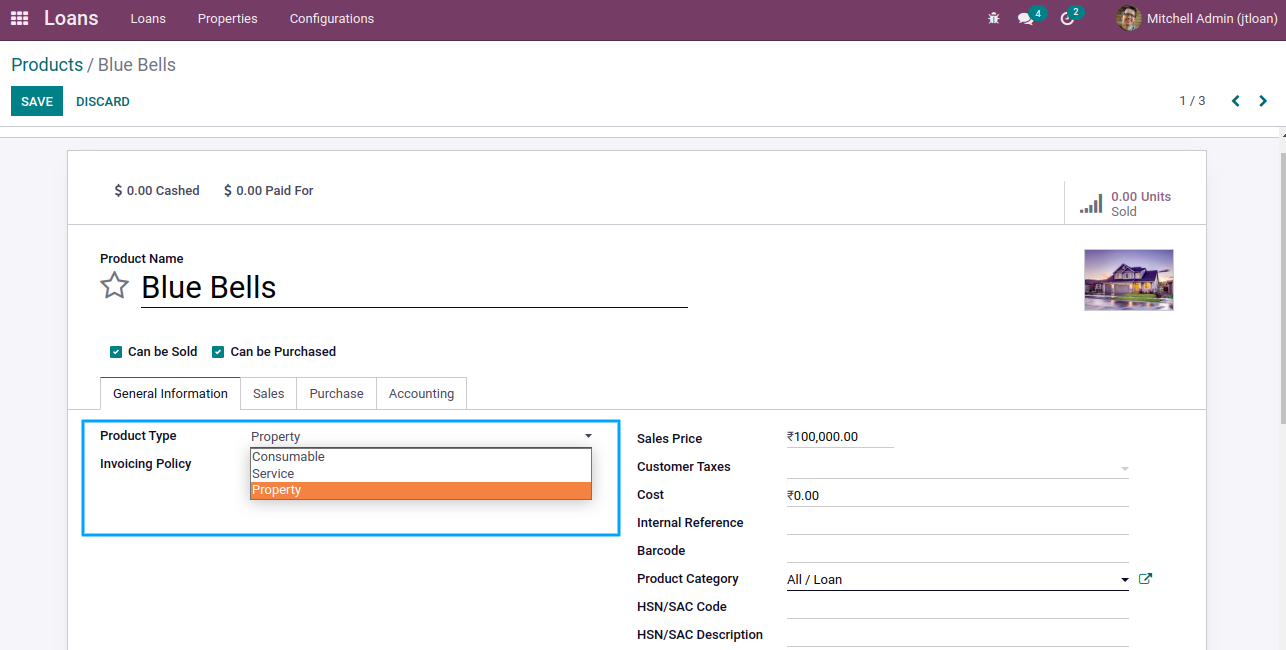 Loans Loans Properties Configurations 4 2 Mitchell Admin (jtloan)
Products / Blue Bells
SAVE DISCARD 1 / 3
$ 0.00 Cashed $ 0.00 Paid For 0.00 Units
Sold
Product Name
Blue Bells
Can be Sold Can be Purchased
General Information Sales Purchase Accounting
Product Type Property
Consumable
Service
Property
Invoicing Policy
Sales Price ₹100,000.00
Customer Taxes
Cost ₹0.00
Internal Reference
Barcode
Product Category All / Loan
HSN/SAC Code
HSN/SAC Description